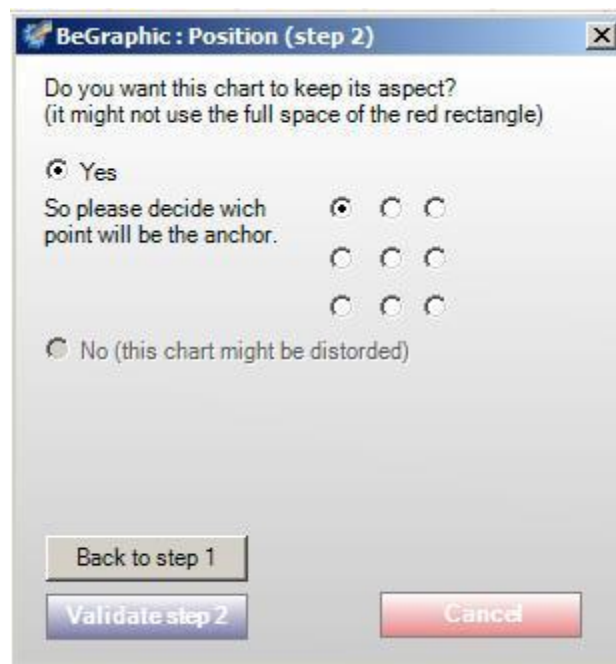 BeGraphic : Position (step 2)
Do you want this chart to keep its aspect?
(it might not use the full space of the red rectangle)
Yes
So please decide wich
point will be the anchor.
No (this chart might be distorded)
Back to step 1
Validate step 2
Cancel